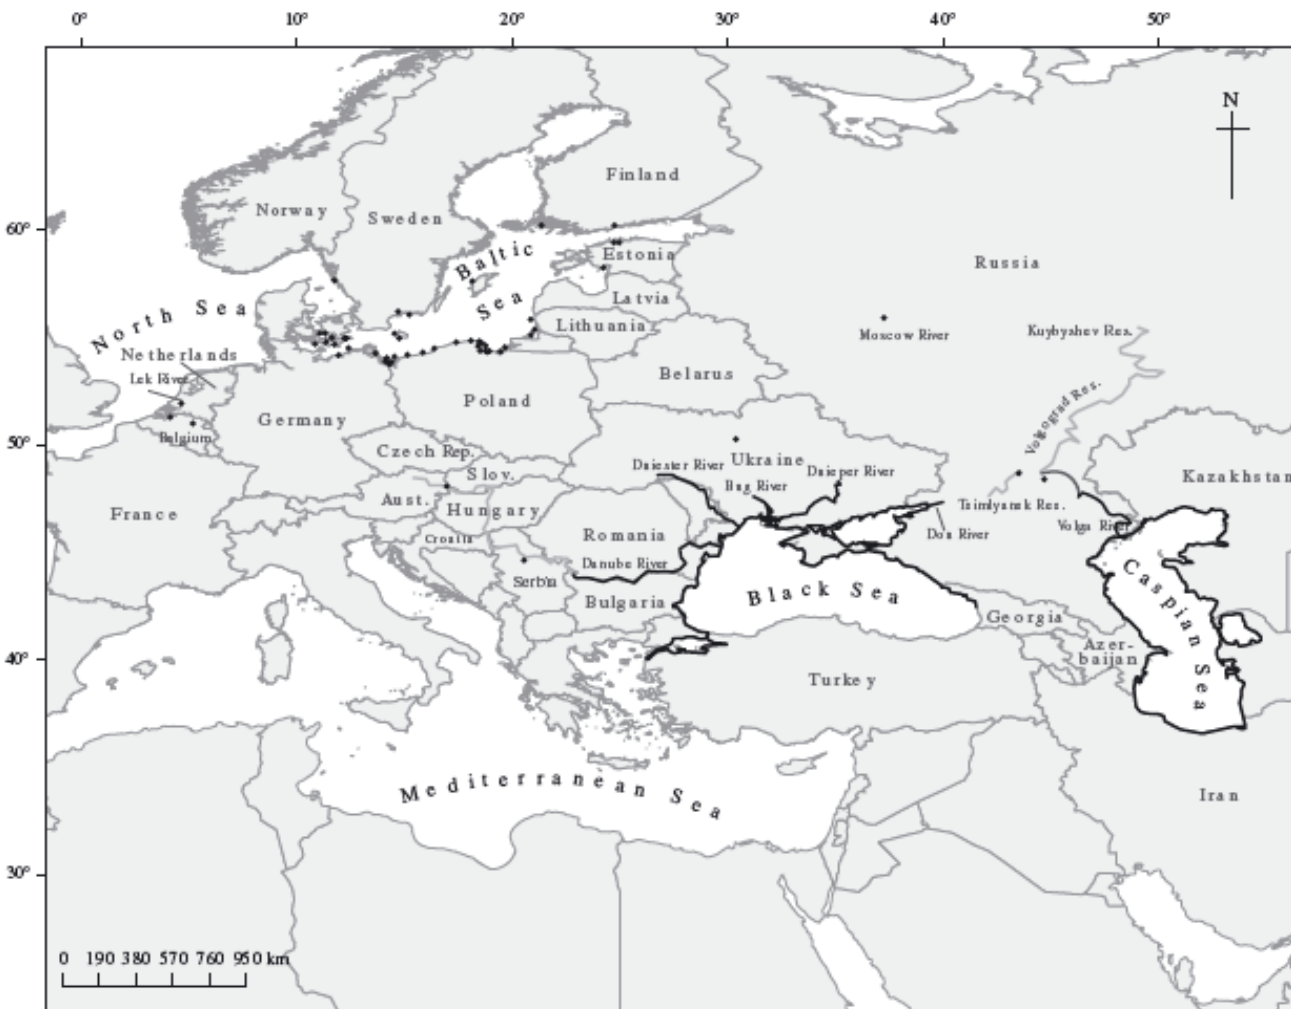 0° 10° 20° 30° 40° 50°
N
Finland
Norway
Sweden
60°
Baltic
Sea
Estonia
Russia
Latvia
North Sea
Lithuania
Moscow River
Kuybyshev Res.
Netherlands
Lek River
Belarus
Poland
Volgograd Res.
Germany
Belgium
50°
Czech Rep.
Ukraine
Slov.
Dniester River
Dnieper River
Bug River
Kazakhstan
Aust.
Hungary
France
Tsimlyansk Res.
Volga River
Romania
Don River
Croatia
Danube River
Serbia
Bulgaria
Black Sea
Caspian Sea
Georgia
Azer-
baijan
40°
Turkey
Mediterranean Sea
Iran
30°
0 190 380 570 760 950 km